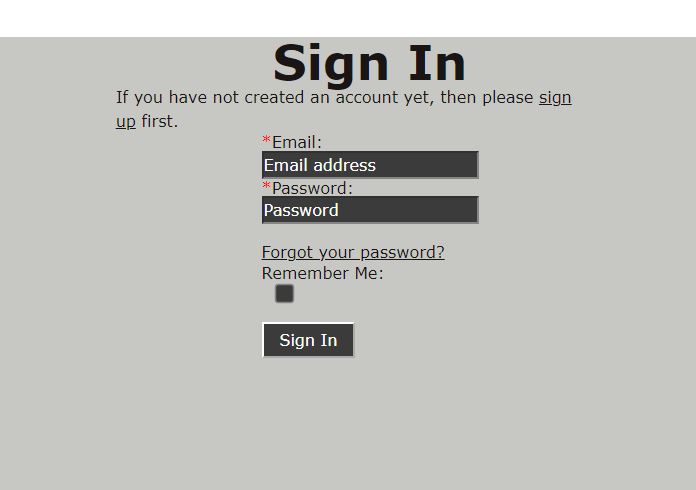 Sign In
If you have not created an account yet, then please sign
up first.
*Email:
Email address
*Password:
Password
Forgot your password?
Remember Me:
Sign In